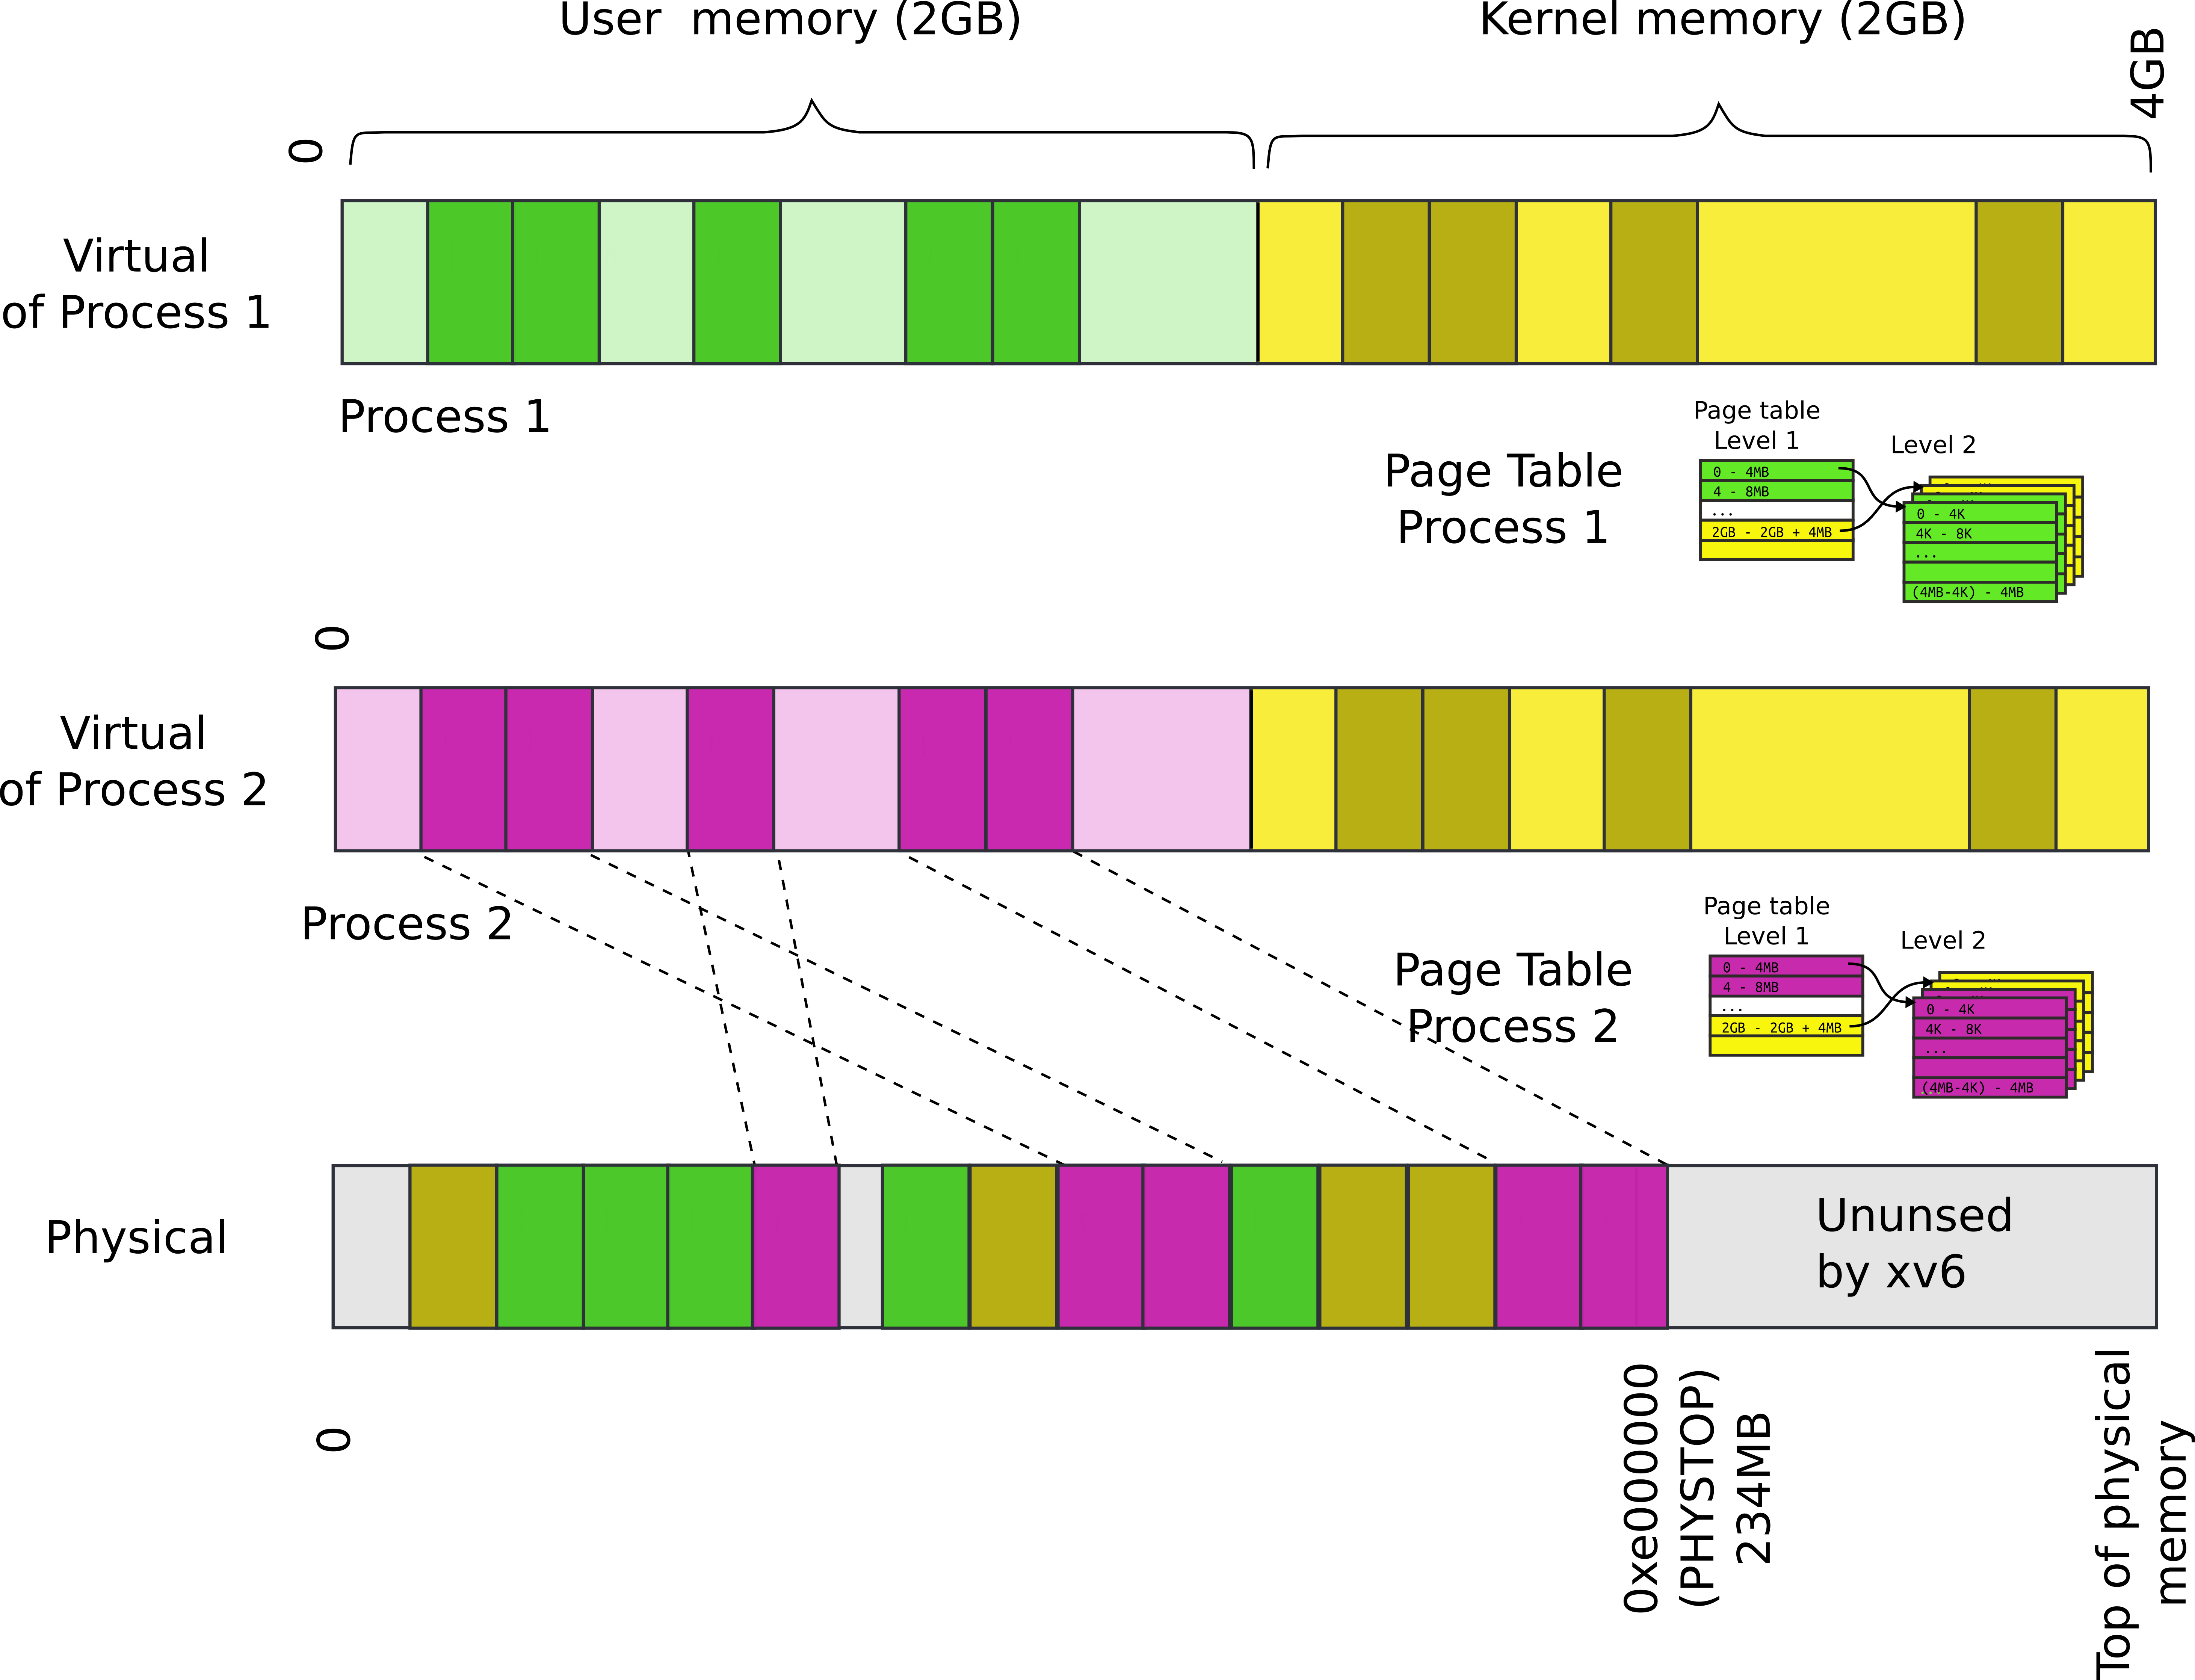 User  memory (2GB)
Kernel memory (2GB)
4GB
0
Virtual
of Process 1
Process 1
Page Table
Process 1
Page table
Level 1
0 - 4MB
4 - 8MB
...
2GB - 2GB + 4MB
Level 2
0 - 4K
4K - 8K
...
(4MB-4K) - 4MB
0
Virtual
of Process 2
Process 2
Page Table
Process 2
Page table
Level 1
0 - 4MB
4 - 8MB
...
2GB - 2GB + 4MB
Level 2
0 - 4K
4K - 8K
...
(4MB-4K) - 4MB
Physical
Ununsed
by xv6
0
0xe000000
(PHYSTOP)
234MB
Top of physical
memory